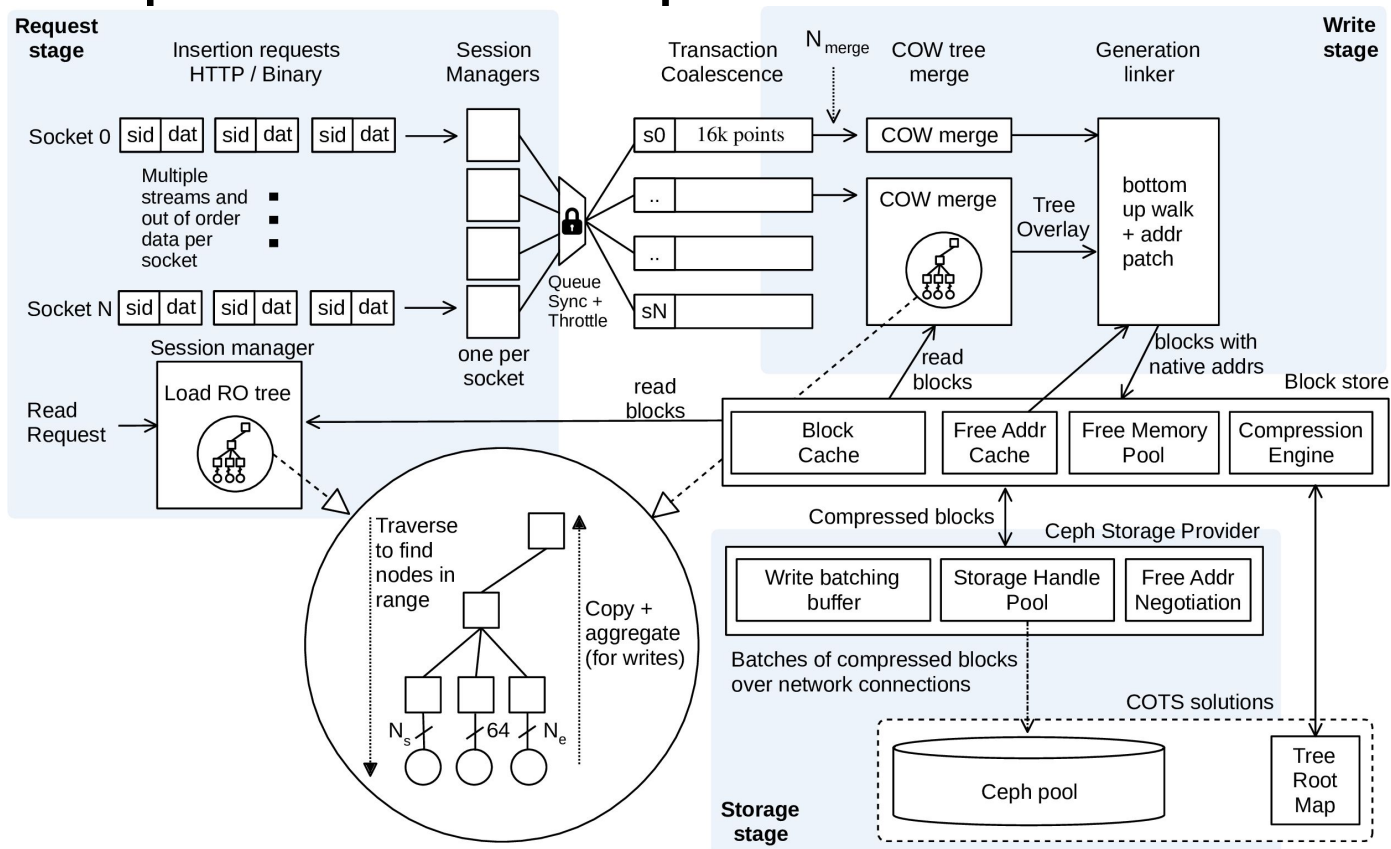 Request
stage
Insertion requests
HTTP / Binary
Session
Managers
Transaction
Coalescence
N merge
COW tree
merge
Generation
linker
Write
stage
Socket 0
sid dat sid dat sid dat
s0 16k points
COW merge
Multiple
streams and
out of order
data per
socket
..
COW merge
Tree
Overlay
bottom
up walk
+ addr
patch
..
Queue
Sync +
Throttle
Socket N
sid dat sid dat sid dat
sN
one per
socket
Session manager
Load RO tree
Read
Request
read
blocks
read
blocks
blocks with
native addrs
Block store
Block
Cache
Free Addr
Cache
Free Memory
Pool
Compression
Engine
Compressed blocks
Ceph Storage Provider
Write batching
buffer
Storage Handle
Pool
Free Addr
Negotiation
Traverse
to find
nodes in
range
Copy +
aggregate
(for writes)
Ns 64 Ne
Batches of compressed blocks
over network connections
COTS solutions
Ceph pool
Tree
Root
Map
Storage
stage